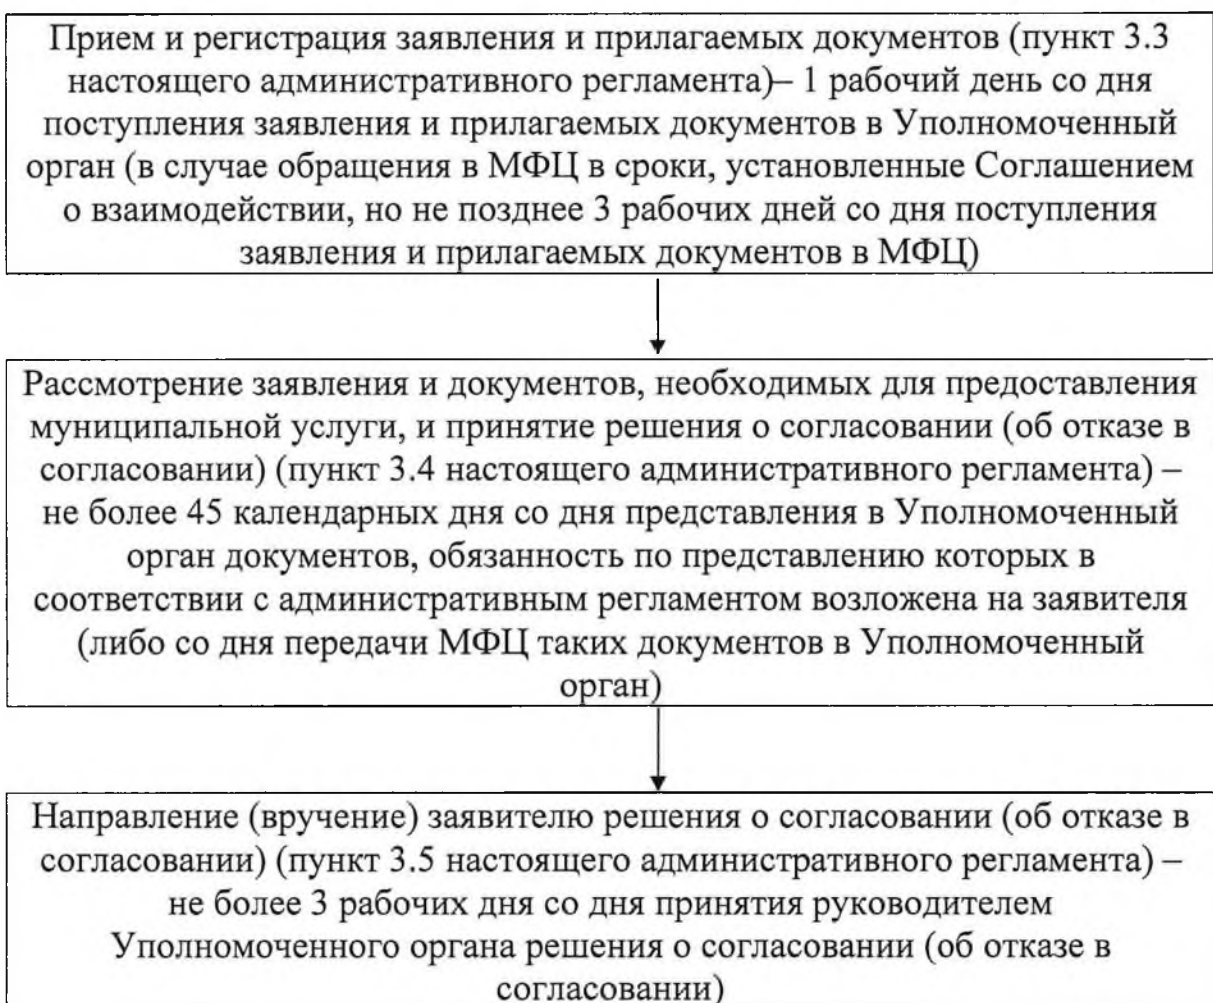 Прием и регистрация заявления и прилагаемых документов (пункт 3.3
настоящего административного регламента)– 1 рабочий день со дня
поступления заявления и прилагаемых документов в Уполномоченный
орган (в случае обращения в МФЦ в сроки, установленные Соглашением
о взаимодействии, но не позднее 3 рабочих дней со дня поступления
заявления и прилагаемых документов в МФЦ)
Рассмотрение заявления и документов, необходимых для предоставления
муниципальной услуги, и принятие решения о согласовании (об отказе в
согласовании) (пункт 3.4 настоящего административного регламента) –
не более 45 календарных дня со дня представления в Уполномоченный
орган документов, обязанность по представлению которых в
соответствии с административным регламентом возложена на заявителя
(либо со дня передачи МФЦ таких документов в Уполномоченный
орган)
Направление (вручение) заявителю решения о согласовании (об отказе в
согласовании) (пункт 3.5 настоящего административного регламента) –
не более 3 рабочих дня со дня принятия руководителем
Уполномоченного органа решения о согласовании (об отказе в
согласовании)